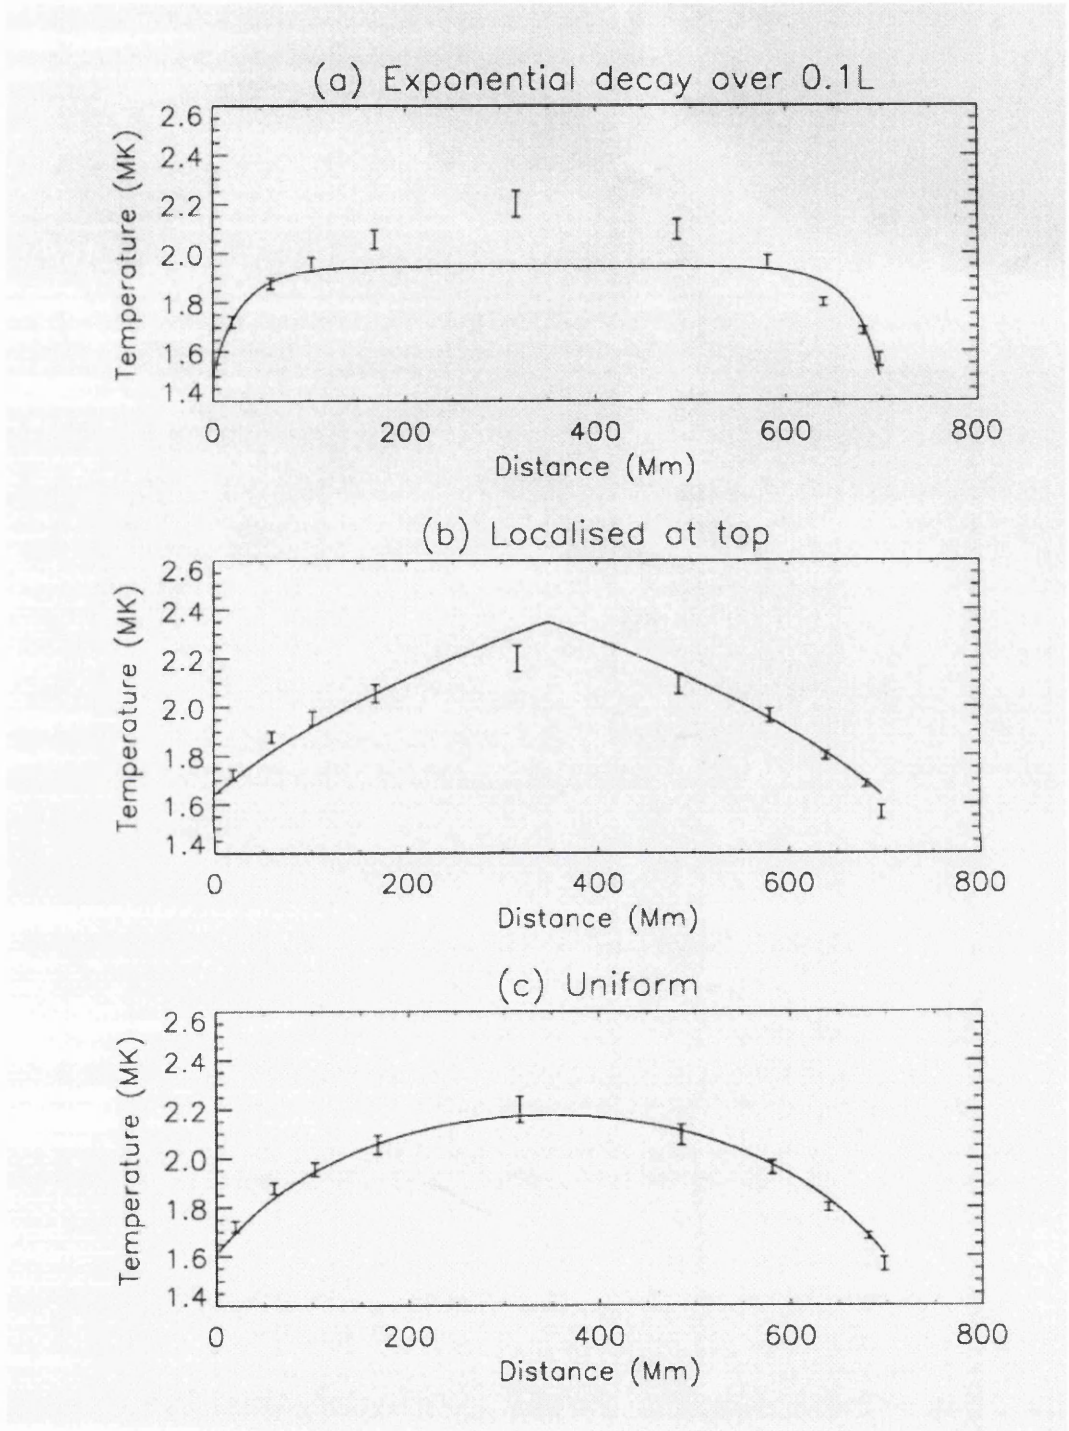 (a) Exponential decay over 0.1L
Temperature (MK)
2.6
2.4
2.2
2.0
1.8
1.6
1.4
0 200 400 600 800
Distance (Mm)
(b) Localised at top
Temperature (MK)
2.6
2.4
2.2
2.0
1.8
1.6
1.4
0 200 400 600 800
Distance (Mm)
(c) Uniform
Temperature (MK)
2.6
2.4
2.2
2.0
1.8
1.6
1.4
0 200 400 600 800
Distance (Mm)